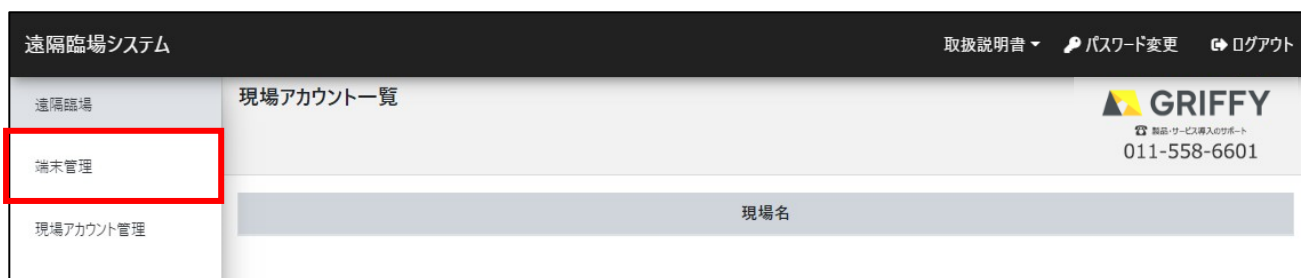 遠隔臨場システム
取扱説明書 パスワード変更 ログアウト
遠隔臨場
現場アカウント一覧
GRIFFY
製品・サービス導入のサポート
011-558-6601
端末管理
現場名
現場アカウント管理